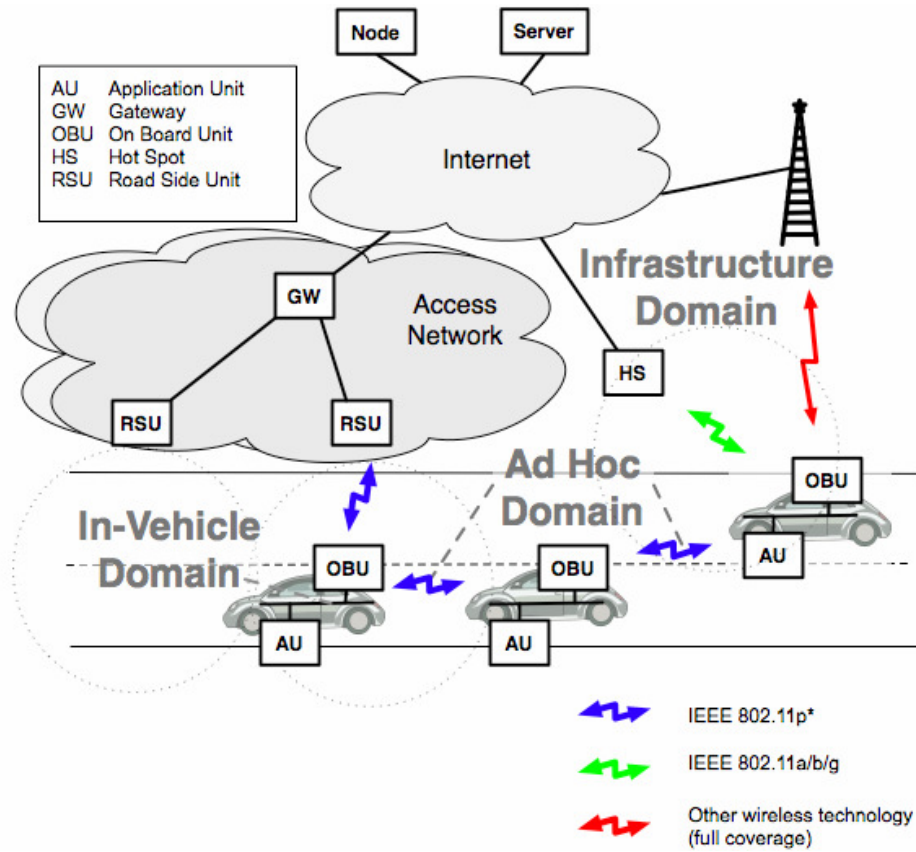 Node
Server
AU Application Unit
GW Gateway
OBU On Board Unit
HS Hot Spot
RSU Road Side Unit
Internet
Infrastructure
Domain
GW
Access
Network
HS
RSU
RSU
Ad Hoc
Domain
OBU
In-Vehicle
Domain
OBU
OBU
AU
AU
AU
IEEE 802.11p*
IEEE 802.11a/b/g
Other wireless technology
(full coverage)